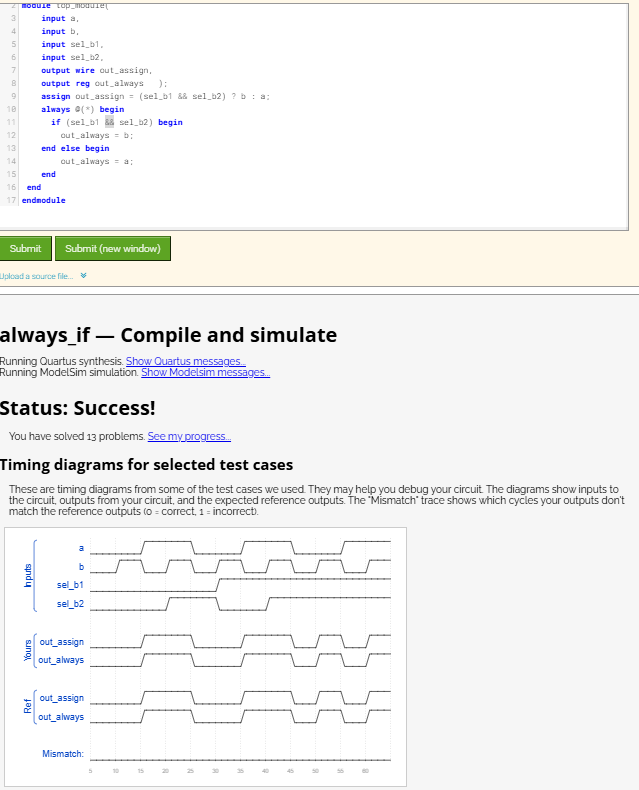 2 module top_module(
3 input a,
4 input b,
5 input sel_b1,
6 input sel_b2,
7 output wire out_assign,
8 output reg out_always );
9 assign out_assign = (sel_b1 && sel_b2) ? b : a;
10 always @(*) begin
11 if (sel_b1 && sel_b2) begin
12 out_always = b;
13 end else begin
14 out_always = a;
15 end
16 end
17 endmodule
Submit Submit (new window)
Upload a source file...
always_if — Compile and simulate
Running Quartus synthesis. Show Quartus messages...
Running ModelSim simulation. Show Modelsim messages...
Status: Success!
You have solved 13 problems. See my progress...
Timing diagrams for selected test cases
These are timing diagrams from some of the test cases we used. They may help you debug your circuit. The diagrams show inputs to
the circuit, outputs from your circuit, and the expected reference outputs. The "Mismatch" trace shows which cycles your outputs don't
match the reference outputs (0 = correct, 1 = incorrect).
Inputs
a
b
sel_b1
sel_b2
Yours
out_assign
out_always
Ref
out_assign
out_always
Mismatch:
5 10 15 20 25 30 35 40 45 50 55 60